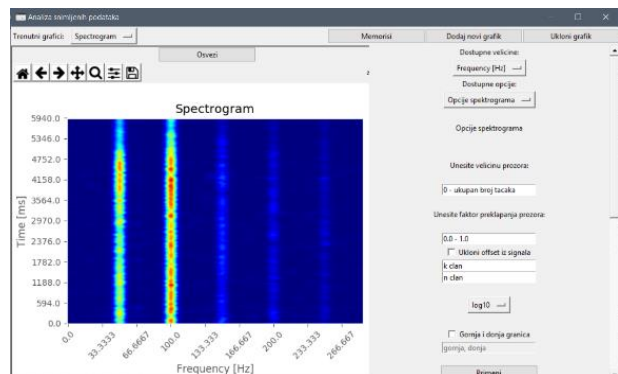 Analiza snimljenih podataka
Trenutni grafici: Spectrogram
Memorisi
Dodaj novi grafik
Ukloni grafik
Osvezi
Spectrogram
5940.0
5346.0
4752.0
4158.0
3564.0
2970.0
2376.0
1782.0
1188.0
594.0
0.0
Time [ms]
0.0
33.3333
66.6667
100.0
133.333
166.667
200.0
233.333
266.667
Frequency [Hz]
Dostupne velicine:
Frequency [Hz]
Dostupne opcije:
Opcije spektrograma
Opcije spektrograma
Unesite velicinu prozora:
0 - ukupan broj tacaka
Unesite faktor preklapanja prozora:
0.0 - 1.0
Ukloni offset iz signala
k clan
n clan
log10
Gornja i donja granica
gornja, donja
Primeni